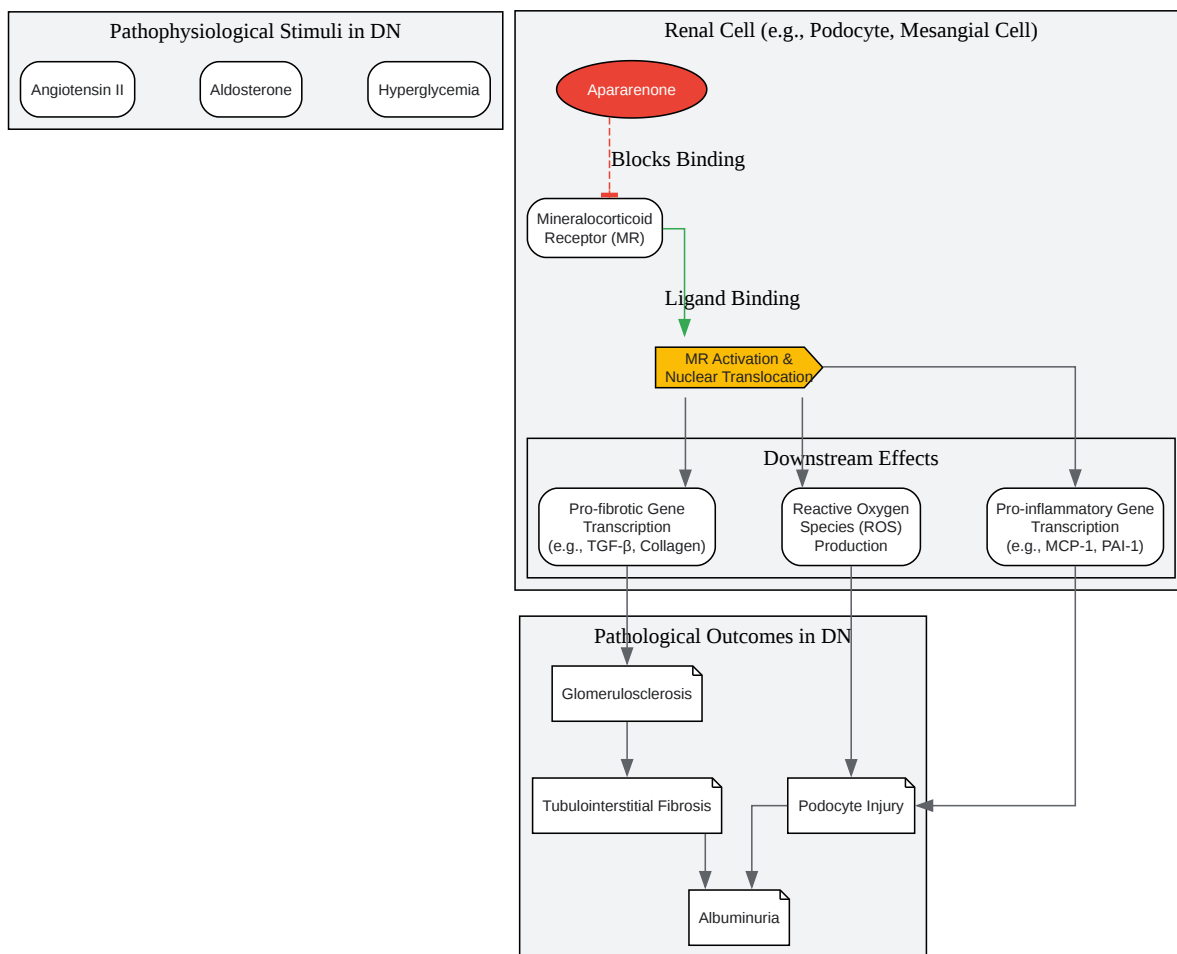 Pathophysiological Stimuli in DN
Angiotensin II
Aldosterone
Hyperglycemia
Renal Cell (e.g., Podocyte, Mesangial Cell)
Apararenone
Blocks Binding
Mineralocorticoid
Receptor (MR)
Ligand Binding
MR Activation &
Nuclear Translocation
Downstream Effects
Pro-fibrotic Gene
Transcription
(e.g., TGF-β, Collagen)
Reactive Oxygen
Species (ROS)
Production
Pro-inflammatory Gene
Transcription
(e.g., MCP-1, PAI-1)
Pathological Outcomes in DN
Glomerulosclerosis
Tubulointerstitial Fibrosis
Podocyte Injury
Albuminuria